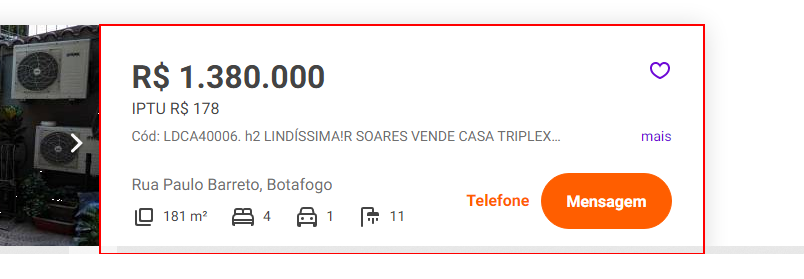 R$ 1.380.000
IPTU R$ 178
Cód: LDCA40006. h2 LINDÍSSIMA!R SOARES VENDE CASA TRIPLEX... mais
Rua Paulo Barreto, Botafogo
181 m² 4 1 11
Telefone Mensagem